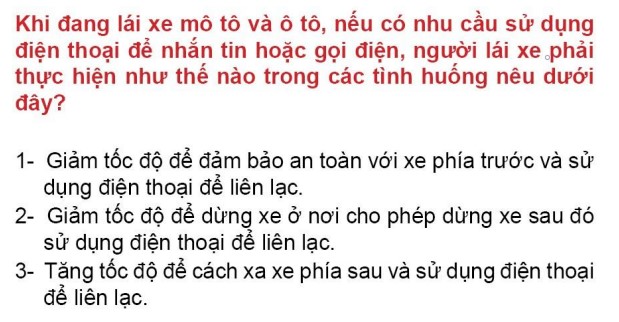 Khi đang lái xe mô tô và ô tô, nếu có nhu cầu sử dụng
điện thoại để nhắn tin hoặc gọi điện, người lái xe phải
thực hiện như thế nào trong các tình huống nêu dưới
đây?
1- Giảm tốc độ để đảm bảo an toàn với xe phía trước và sử
dụng điện thoại để liên lạc.
2- Giảm tốc độ để dừng xe ở nơi cho phép dừng xe sau đó
sử dụng điện thoại để liên lạc.
3- Tăng tốc độ để cách xa xe phía sau và sử dụng điện thoại
để liên lạc.